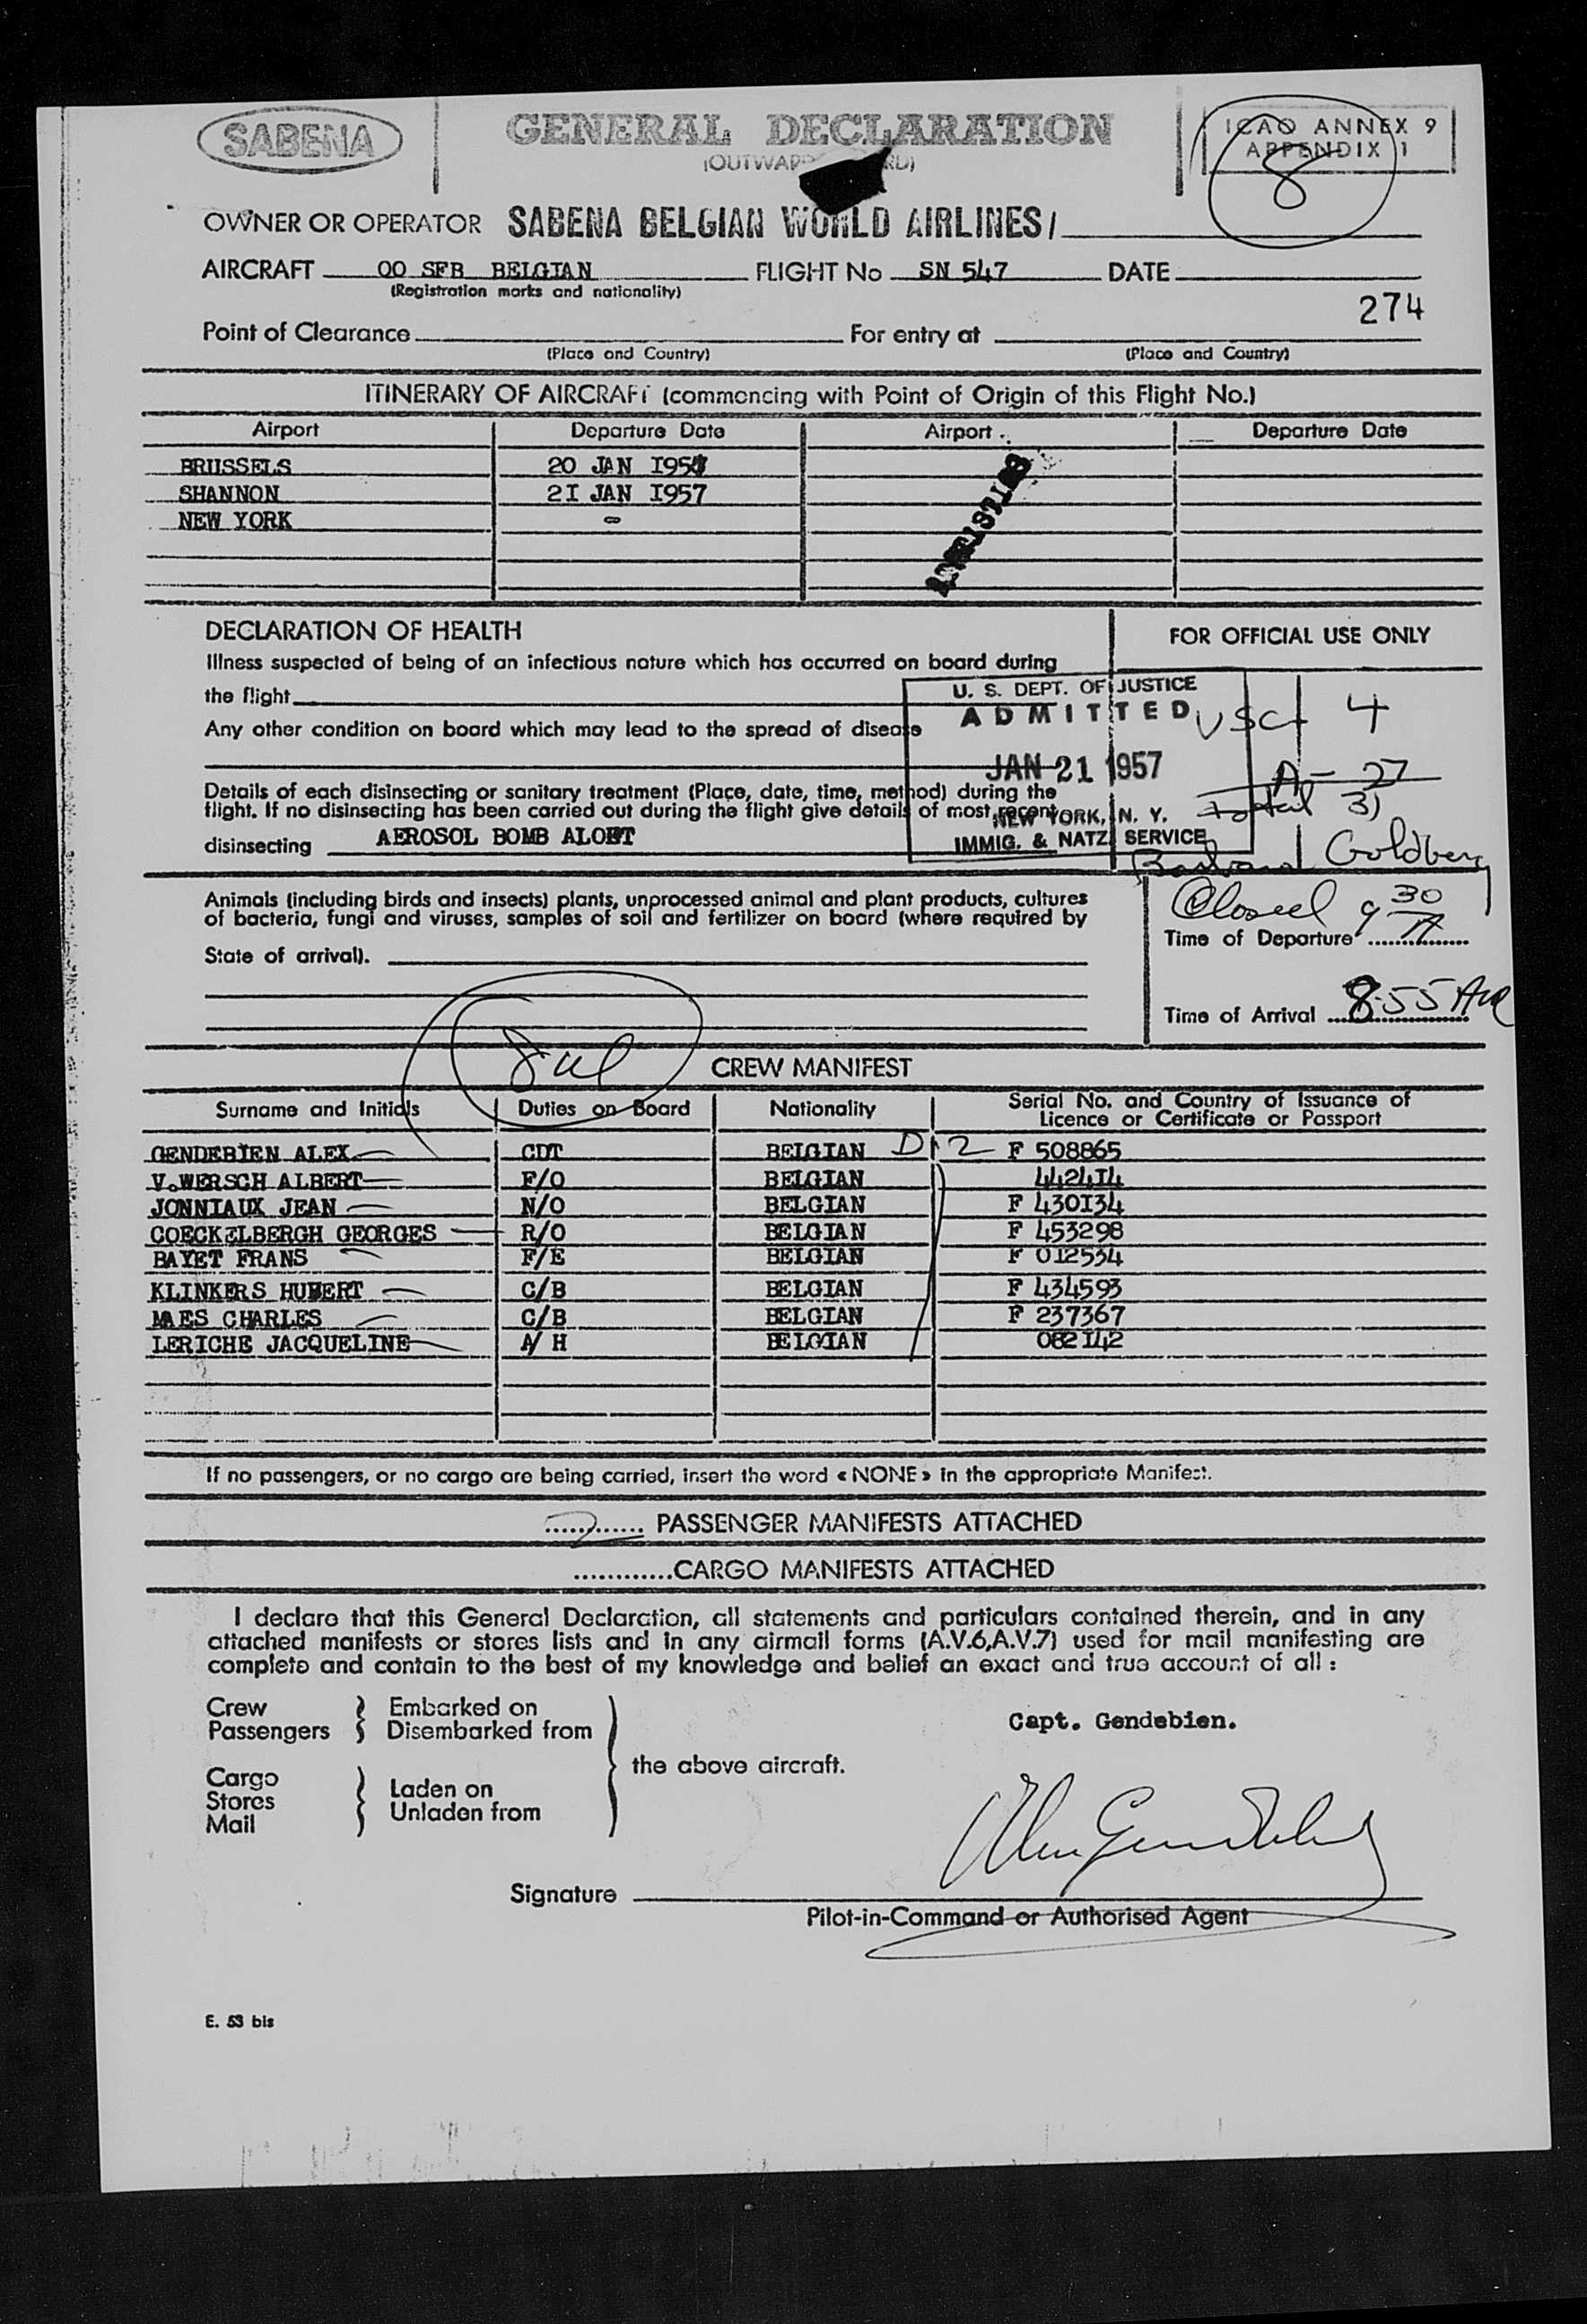 SABENA
GENERAL DECLARATION
ICAO ANNEX 9
APPENDIX 1
8
OWNER OR OPERATOR SABENA BELGIAN WORLD AIRLINES/
AIRCRAFT OO SFB BELGIAN FLIGHT No SN 547 DATE
(Registration marks and nationality)
274
Point of Clearance For entry at
(Place and Country) (Place and Country)
ITINERARY OF AIRCRAFT (commencing with Point of Origin of this Flight No.)
Airport Departure Date Airport Departure Date
BRUSSELS 20 JAN I957
SHANNON 2I JAN I957
NEW YORK -
DECLARATION OF HEALTH
FOR OFFICIAL USE ONLY
Illness suspected of being of an infectious nature which has occurred on board during
the flight
Any other condition on board which may lead to the spread of disease
U. S. DEPT. OF JUSTICE
ADMITTED
JAN 21 1957
NEW YORK, N. Y.
IMMIG. & NATZ. SERVICE
USC 4
A- 27
Total 31
Goldberg
Details of each disinsecting or sanitary treatment (Place, date, time, method) during the
flight. If no disinsecting has been carried out during the flight give details of most recent
disinsecting AEROSOL BOMB ALOFT
Animals (including birds and insects) plants, unprocessed animal and plant products, cultures
of bacteria, fungi and viruses, samples of soil and fertilizer on board (where required by
State of arrival).
Closed 9 30 A
Time of Departure
Time of Arrival 8.55 AM
CREW MANIFEST
Surname and Initials Duties on Board Nationality Serial No. and Country of Issuance of
Licence or Certificate or Passport
GENDEBIEN ALEX CDT BELGIAN D-2 F 508865
V.WERSCH ALBERT F/O BELGIAN 4424I4
JONNIAUX JEAN N/O BELGIAN F 430I34
COECKELBERGH GEORGES R/O BELGIAN F 453298
BAYET FRANS F/E BELGIAN F 0I2534
KLINKERS HUBERT C/B BELGIAN F 434593
MAES CHARLES C/B BELGIAN F 237367
LERICHE JACQUELINE A/H BELGIAN 082I42
If no passengers, or no cargo are being carried, insert the word « NONE » in the appropriate Manifest.
2 PASSENGER MANIFESTS ATTACHED
............CARGO MANIFESTS ATTACHED
I declare that this General Declaration, all statements and particulars contained therein, and in any
attached manifests or stores lists and in any airmail forms (A.V.6,A.V.7) used for mail manifesting are
complete and contain to the best of my knowledge and belief an exact and true account of all :
Crew Embarked on
Passengers Disembarked from
the above aircraft.
Cargo Laden on
Stores Unladen from
Mail
Capt. Gendebien.
Signature
Pilot-in-Command or Authorised Agent
E. 53 bis